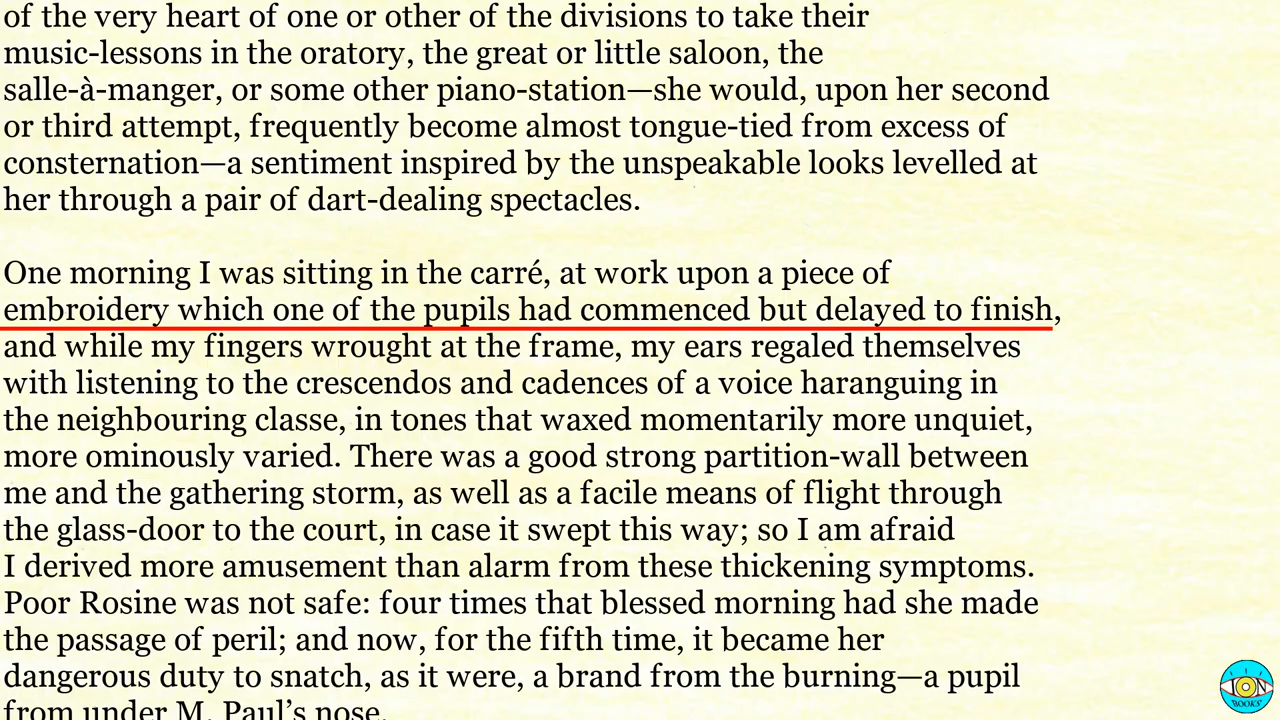 of the very heart of one or other of the divisions to take their
music-lessons in the oratory, the great or little saloon, the
salle-à-manger, or some other piano-station—she would, upon her second
or third attempt, frequently become almost tongue-tied from excess of
consternation—a sentiment inspired by the unspeakable looks levelled at
her through a pair of dart-dealing spectacles.
One morning I was sitting in the carré, at work upon a piece of
embroidery which one of the pupils had commenced but delayed to finish,
and while my fingers wrought at the frame, my ears regaled themselves
with listening to the crescendos and cadences of a voice haranguing in
the neighbouring classe, in tones that waxed momentarily more unquiet,
more ominously varied. There was a good strong partition-wall between
me and the gathering storm, as well as a facile means of flight through
the glass-door to the court, in case it swept this way; so I am afraid
I derived more amusement than alarm from these thickening symptoms.
Poor Rosine was not safe: four times that blessed morning had she made
the passage of peril; and now, for the fifth time, it became her
dangerous duty to snatch, as it were, a brand from the burning—a pupil
from under M. Paul’s nose.
ION
BOOKS